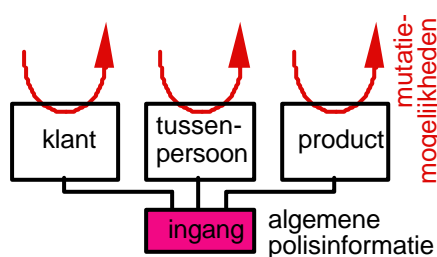 klant
tussen-
persoon
product
mutatie-
mogelijkheden
ingang
algemene
polisinformatie